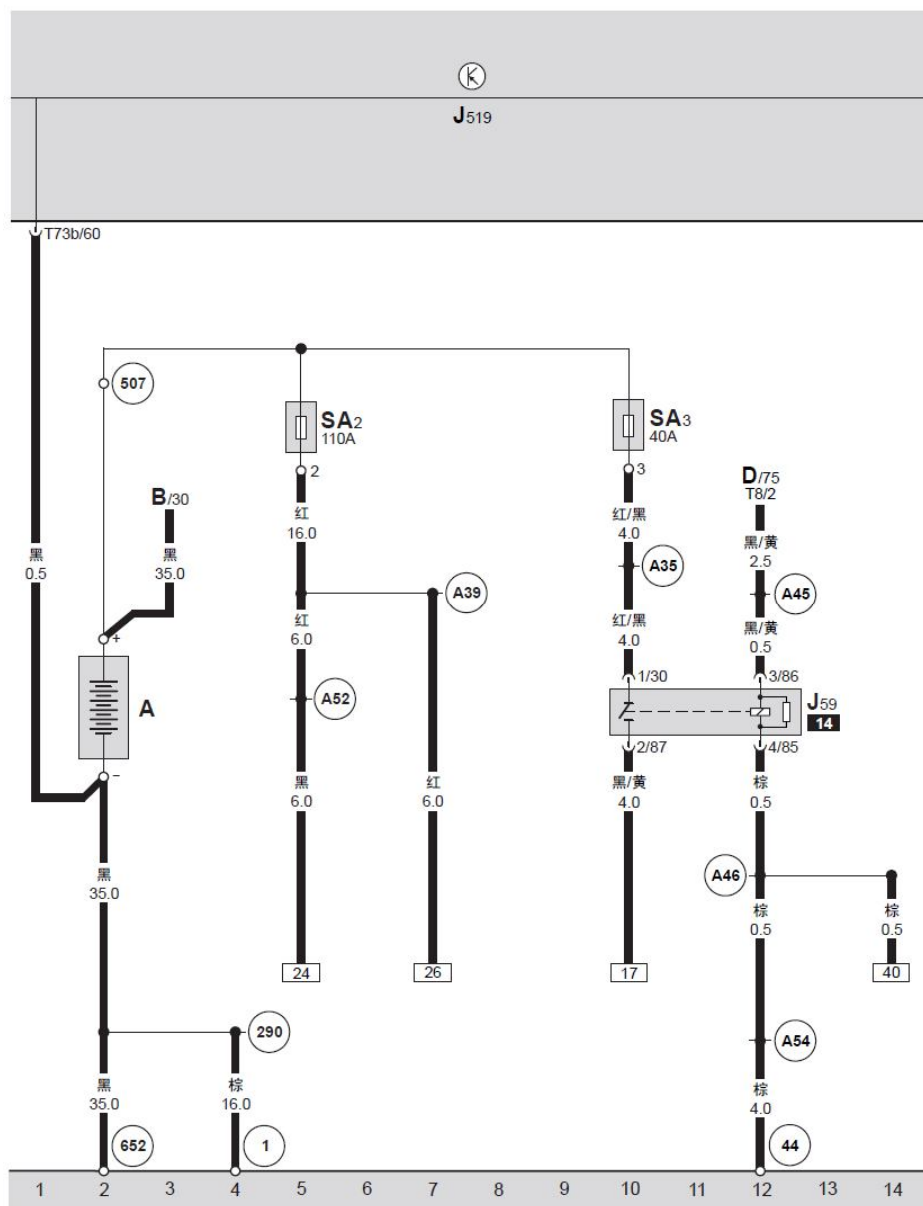 J519
T73b/60
507
SA2
110A
SA3
40A
2
3
D/75
T8/2
B/30
红
16.0
红/黑
4.0
黑/黄
2.5
黑
0.5
黑
35.0
A35
A39
A45
红
6.0
红/黑
4.0
黑/黄
0.5
+
1/30
3/86
A52
A
J59
14
2/87
4/85
−
黑
6.0
红
6.0
黑/黄
4.0
棕
0.5
黑
35.0
A46
棕
0.5
棕
0.5
24
26
17
40
290
A54
黑
35.0
棕
16.0
棕
4.0
652
1
44
1 2 3 4 5 6 7 8 9 10 11 12 13 14